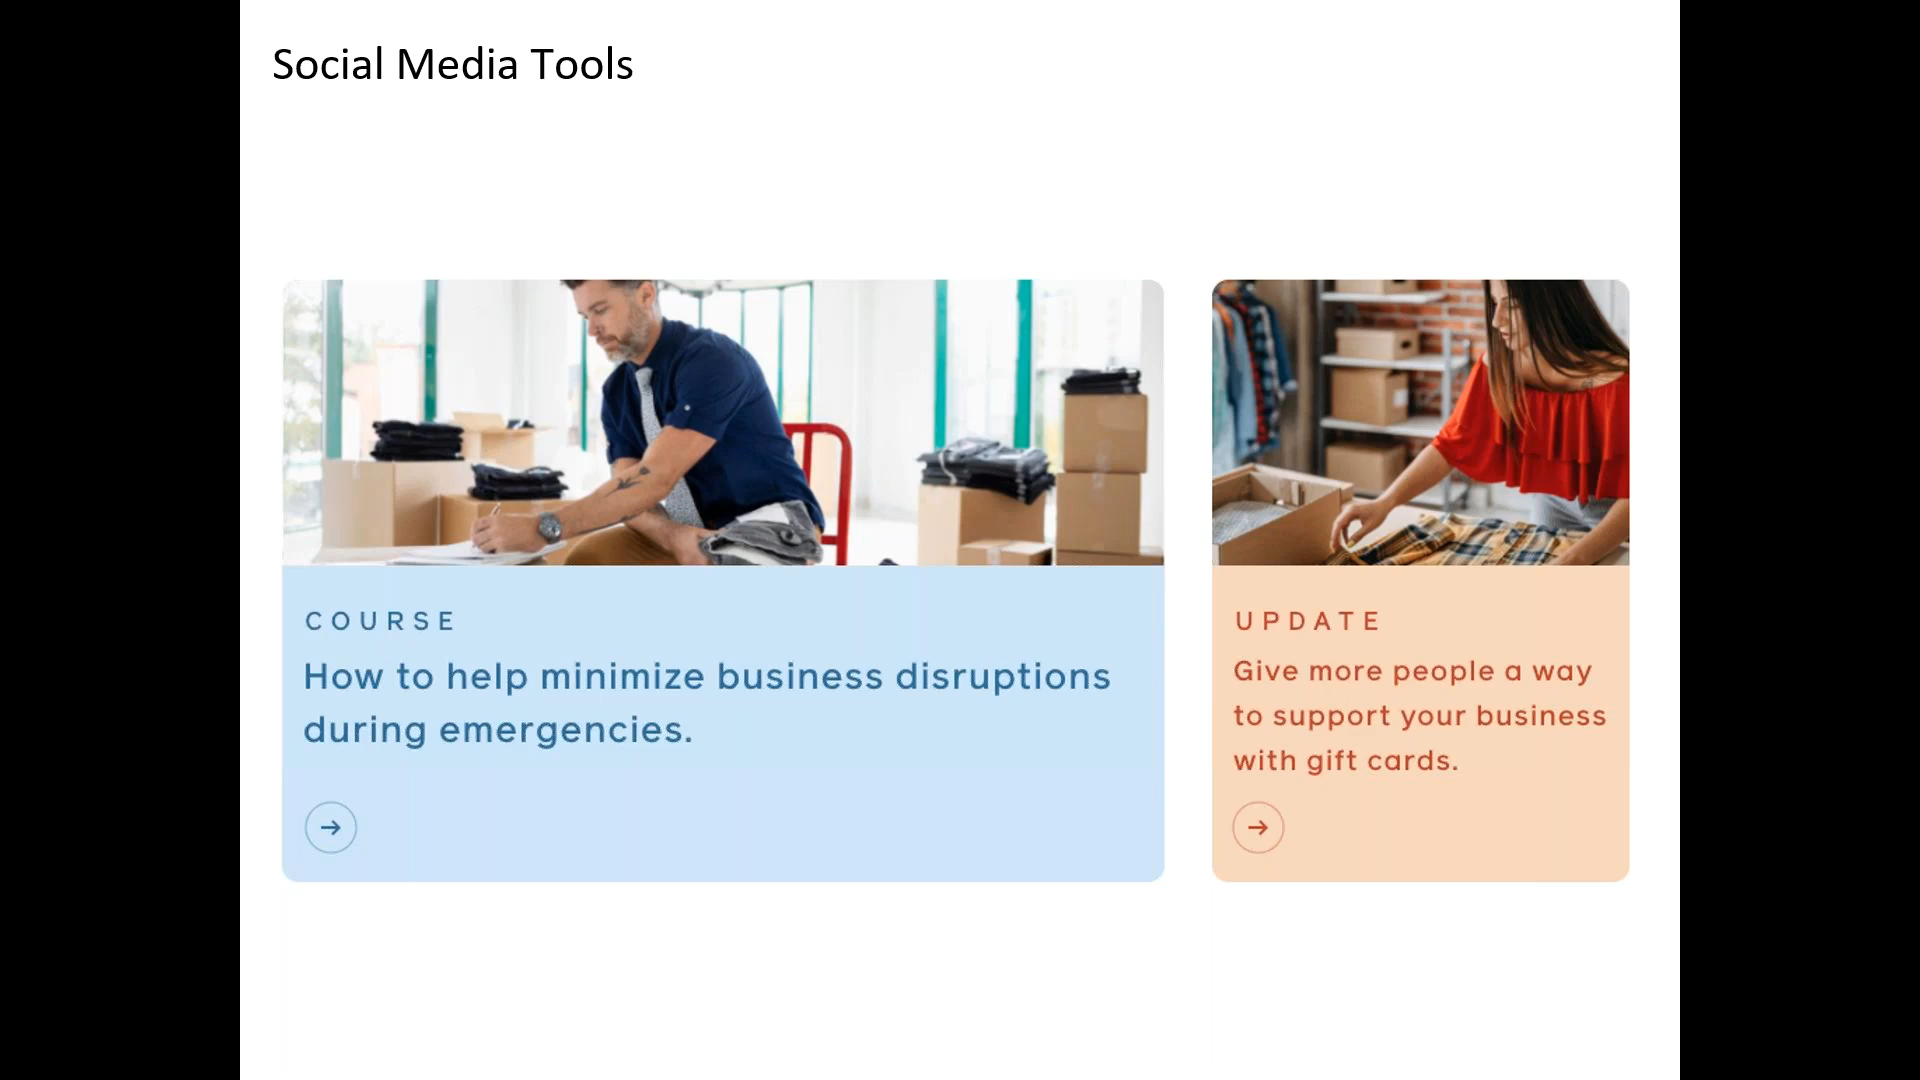 Social Media Tools
COURSE
How to help minimize business disruptions
during emergencies.
UPDATE
Give more people a way
to support your business
with gift cards.